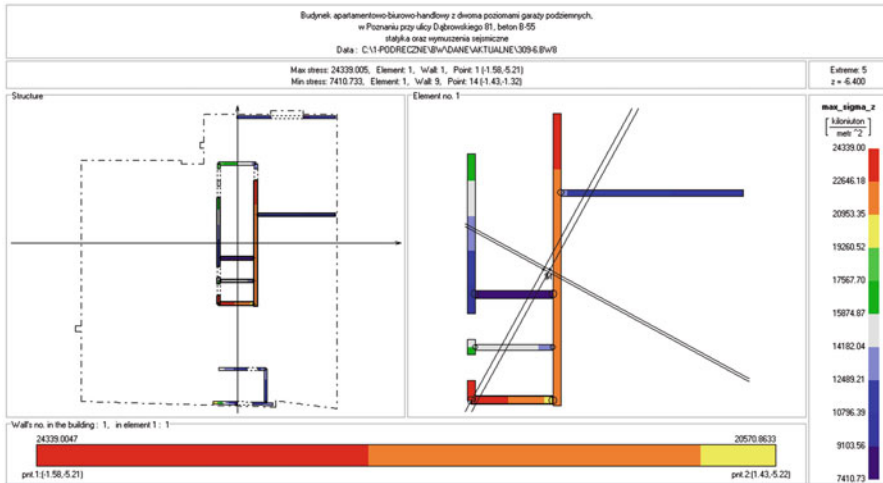 Budynek apartamentowo-biurowo-handlowy z dwoma poziomami garaży podziemnych,
w Poznaniu przy ulicy Dąbrowskiego 81, beton B-55
statyka oraz wymuszenia sejsmiczne
Data : C:\1-PODRECZNE\BW\DANE\AKTUALNE\309-6.BW8
Max stress: 24339.005, Element: 1, Wall: 1, Point: 1 (-1.58,-5.21)
Min stress: 7410.733, Element: 1, Wall: 9, Point: 14 (-1.43,-1.32)
Extreme: 5
z = -6.400
Structure
Element no. 1
max_sigma_z
[kiloniuton
metr ^2]
24339.00
22646.18
20953.35
19260.52
17567.70
15874.87
14182.04
12489.21
10796.39
9103.56
7410.73
Wall's no. in the building : 1, in element 1 : 1
24339.0047
20570.8633
pnt.1:(-1.58,-5.21)
pnt.2:(1.43,-5.22)